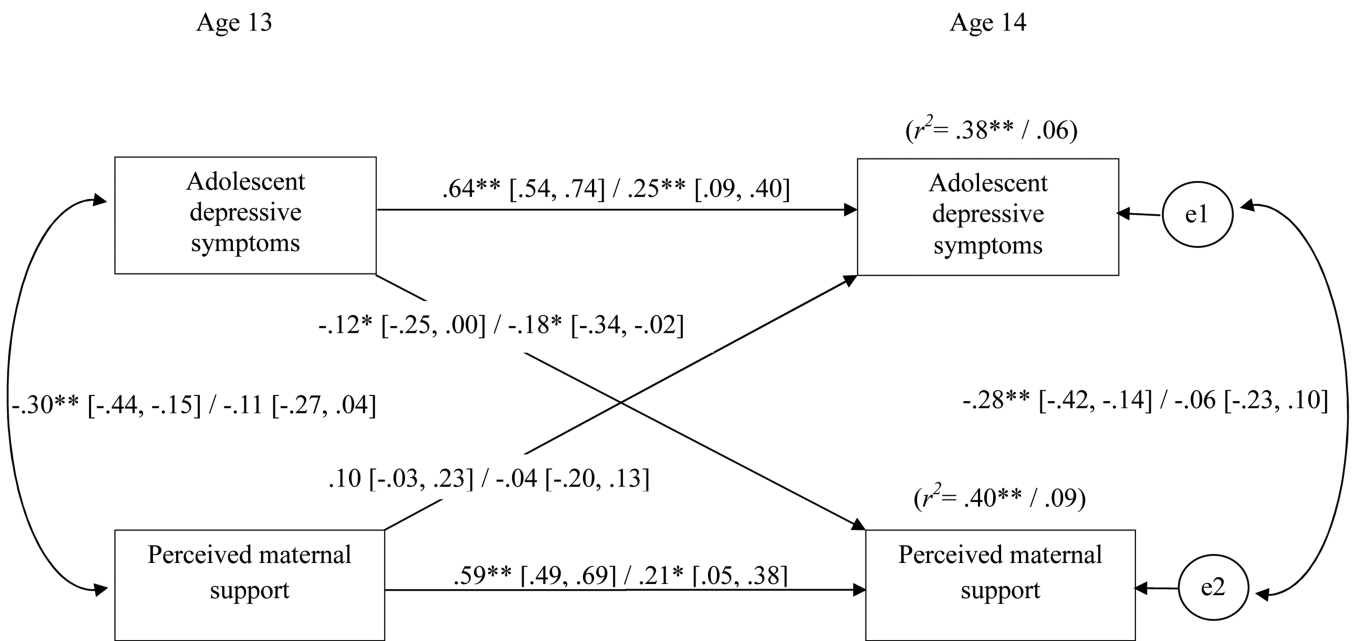 Age 13
Age 14
(r²= .38** / .06)
Adolescent
depressive
symptoms
.64** [.54, .74] / .25** [.09, .40]
Adolescent
depressive
symptoms
e1
-.12* [-.25, .00] / -.18* [-.34, -.02]
-.30** [-.44, -.15] / -.11 [-.27, .04]
-.28** [-.42, -.14] / -.06 [-.23, .10]
.10 [-.03, .23] / -.04 [-.20, .13]
(r²= .40** / .09)
Perceived maternal
support
.59** [.49, .69] / .21* [.05, .38]
Perceived maternal
support
e2